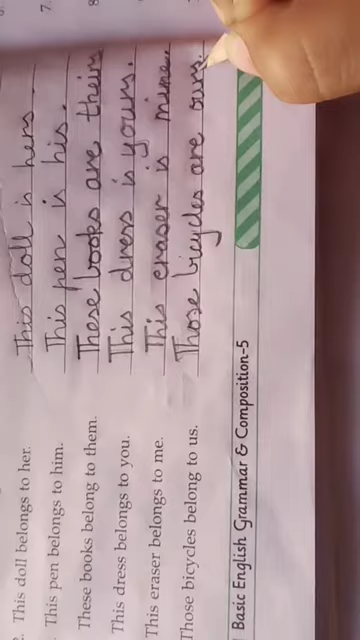 This doll belongs to her. This doll is hers.
This pen belongs to him. This pen is his.
These books belong to them. These books are theirs
This dress belongs to you. This dress is yours.
This eraser belongs to me. This eraser is mine.
Those bicycles belong to us. Those bicycles are ours.
Basic English Grammar & Composition-5
7.
8